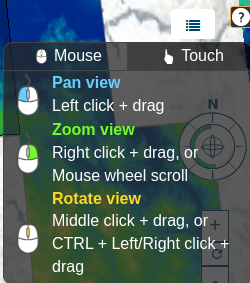 ?
Mouse Touch
Pan view
Left click + drag
Zoom view
Right click + drag, or
Mouse wheel scroll
Rotate view
Middle click + drag, or
CTRL + Left/Right click +
drag
N
+